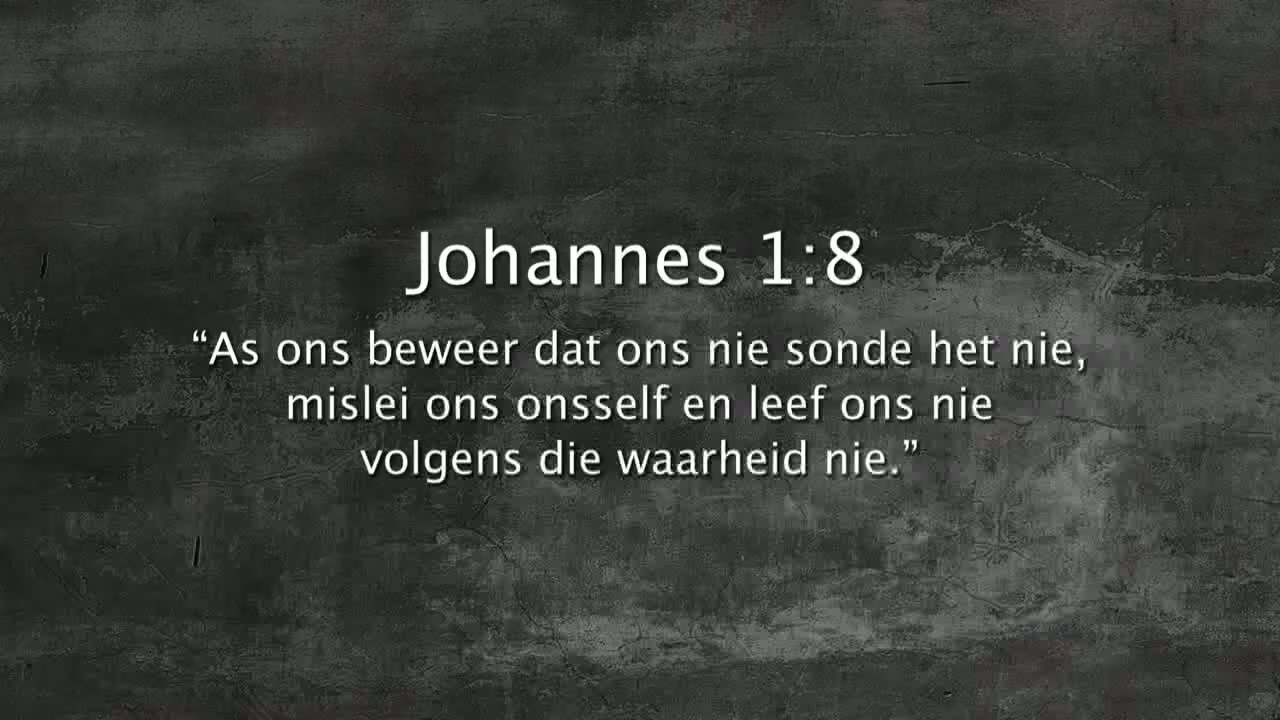 Johannes 1:8
“As ons beweer dat ons nie sonde het nie,
mislei ons onsself en leef ons nie
volgens die waarheid nie.”